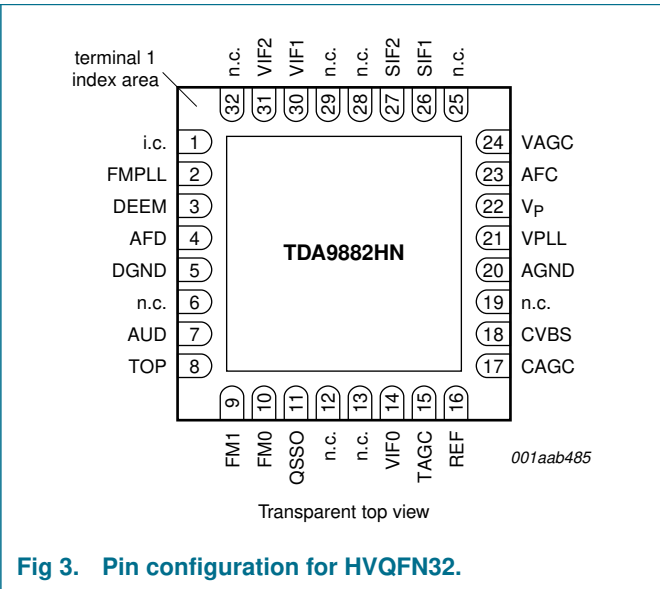 terminal 1
index area
n.c.
VIF2
VIF1
n.c.
n.c.
SIF2
SIF1
n.c.
32
31
30
29
28
27
26
25
i.c. 1
FMPLL 2
DEEM 3
AFD 4
DGND 5
n.c. 6
AUD 7
TOP 8
TDA9882HN
24 VAGC
23 AFC
22 VP
21 VPLL
20 AGND
19 n.c.
18 CVBS
17 CAGC
9
10
11
12
13
14
15
16
FM1
FM0
QSSO
n.c.
n.c.
VIF0
TAGC
REF
001aab485
Transparent top view
Fig 3. Pin configuration for HVQFN32.